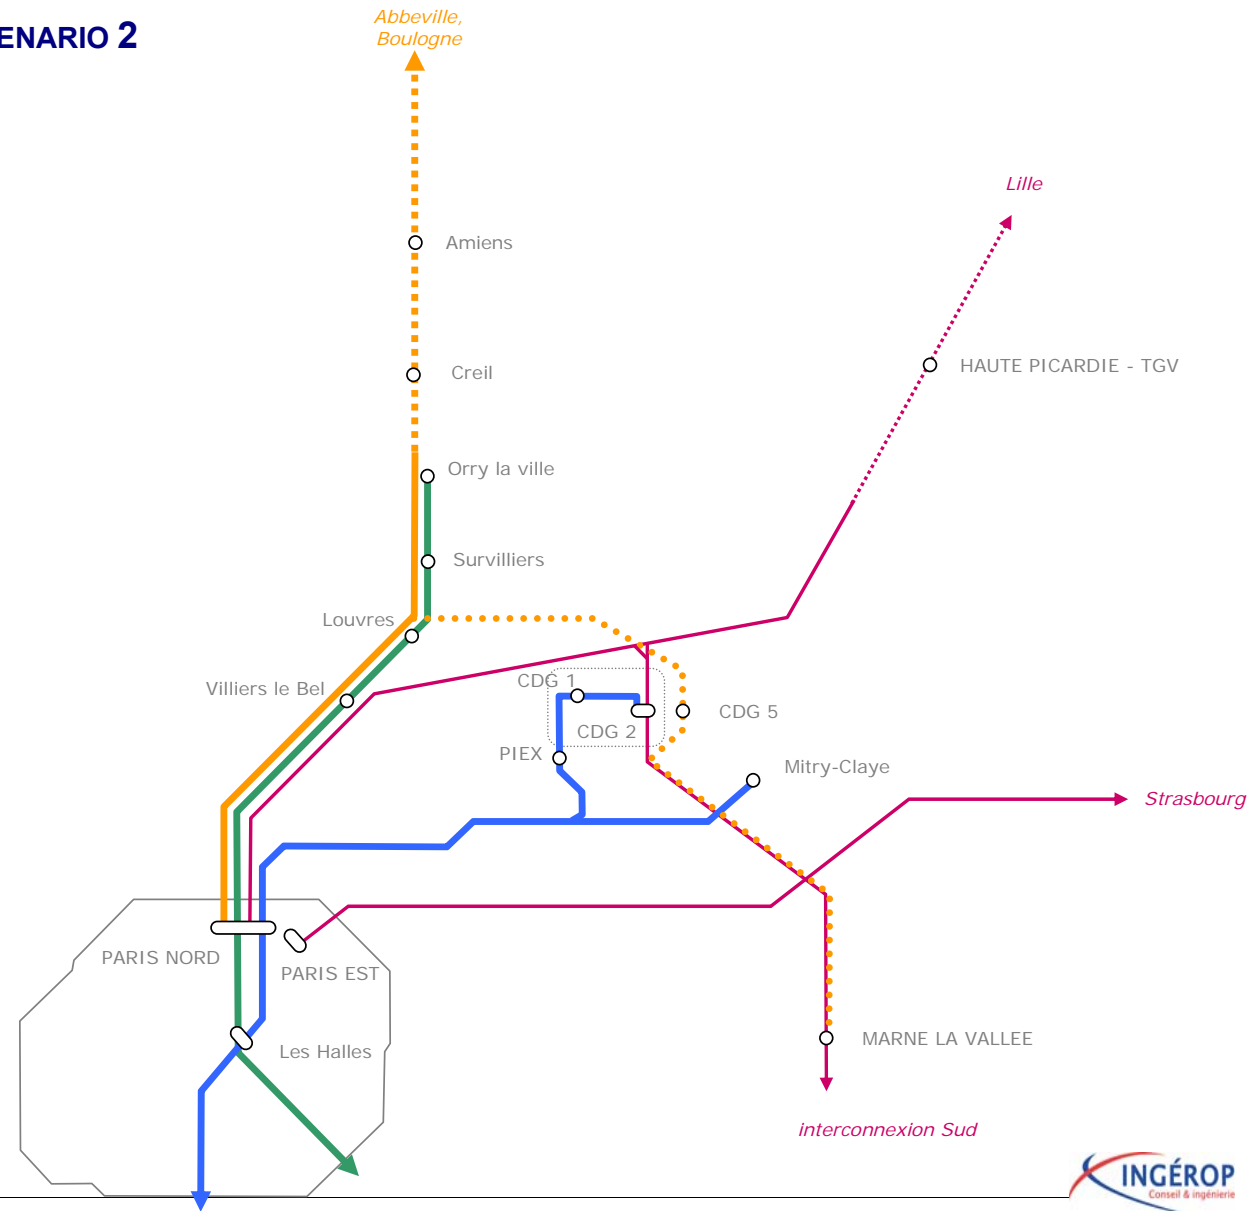 ENARIO 2
Abbeville,
Boulogne
Lille
Amiens
HAUTE PICARDIE - TGV
Creil
Orry la ville
Survilliers
Louvres
Villiers le Bel
CDG 1
CDG 5
CDG 2
PIEX
Mitry-Claye
Strasbourg
PARIS NORD
PARIS EST
Les Halles
MARNE LA VALLEE
interconnexion Sud
INGÉROP
Conseil & ingénierie